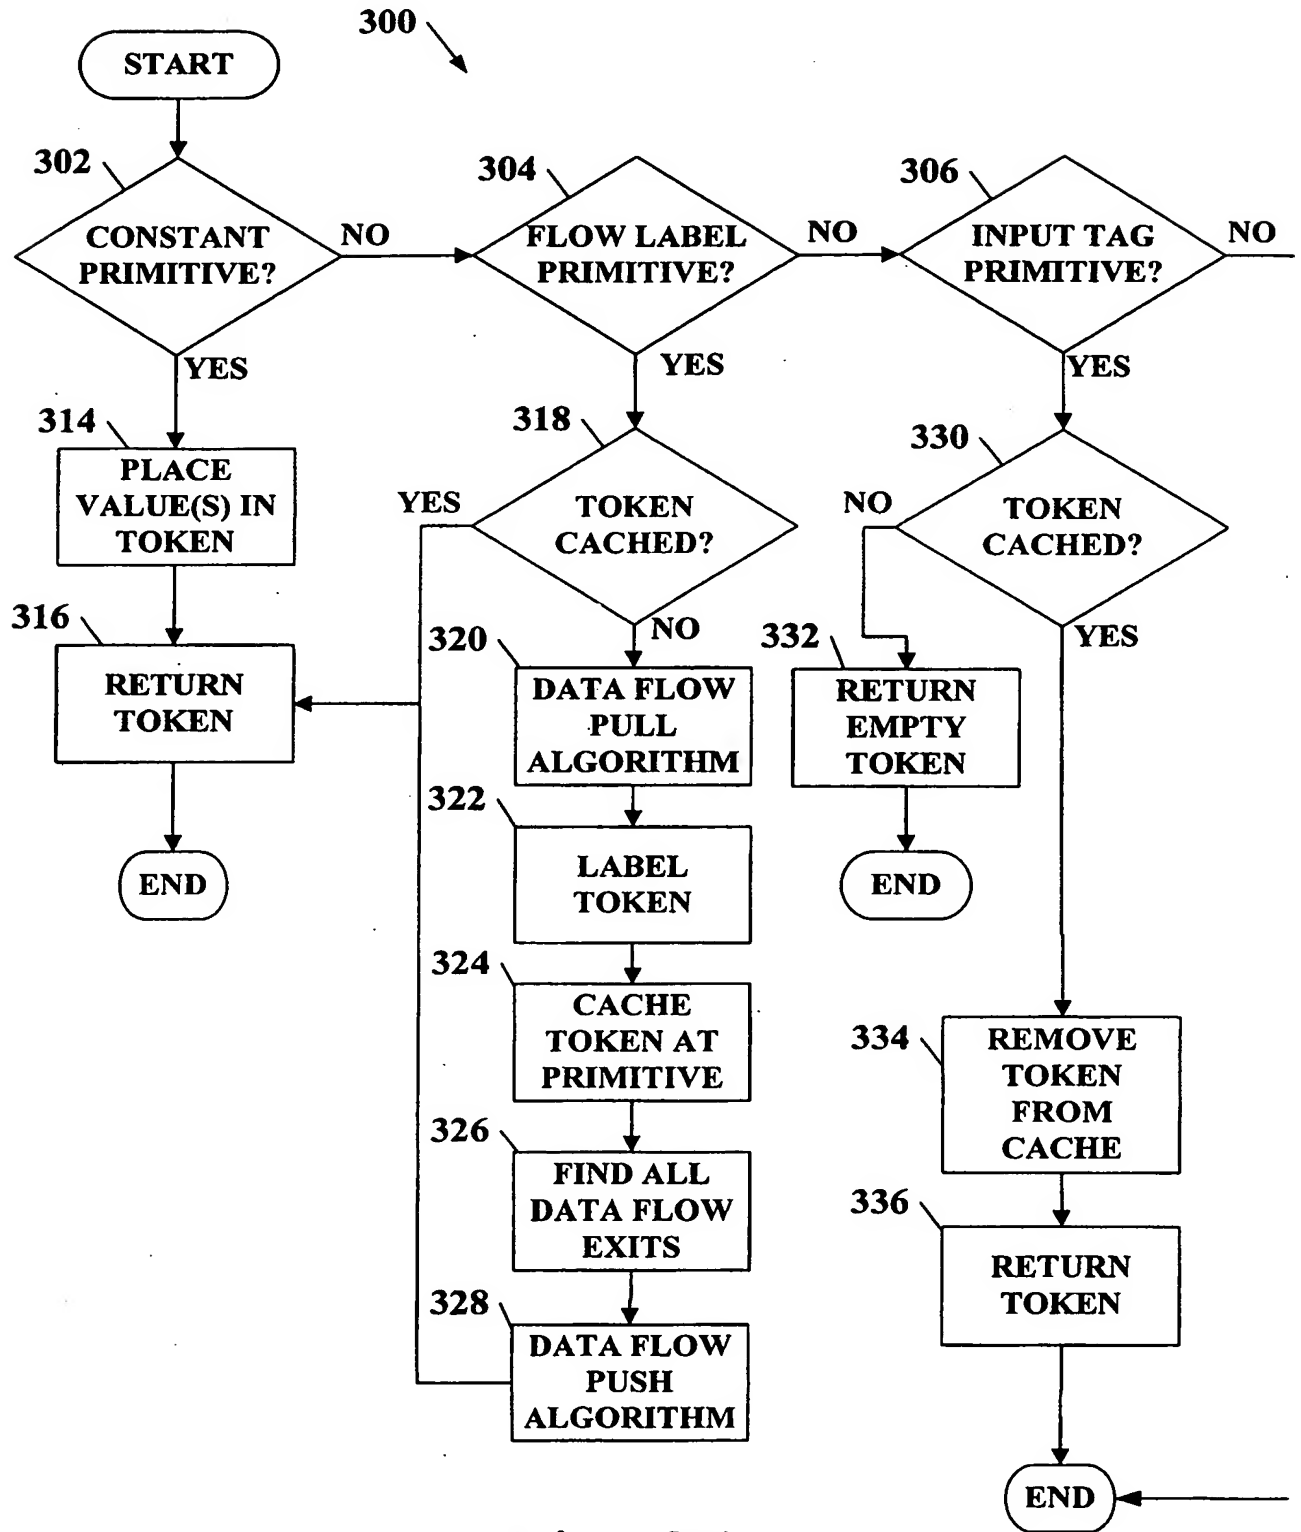 300
START
302
304
306
CONSTANT
PRIMITIVE?
NO
FLOW LABEL
PRIMITIVE?
NO
INPUT TAG
PRIMITIVE?
NO
YES
YES
YES
314
PLACE
VALUE(S) IN
TOKEN
318
TOKEN
CACHED?
YES
NO
330
TOKEN
CACHED?
NO
YES
316
RETURN
TOKEN
END
320
DATA FLOW
PULL
ALGORITHM
332
RETURN
EMPTY
TOKEN
END
322
LABEL
TOKEN
324
CACHE
TOKEN AT
PRIMITIVE
326
FIND ALL
DATA FLOW
EXITS
328
DATA FLOW
PUSH
ALGORITHM
334
REMOVE
TOKEN
FROM
CACHE
336
RETURN
TOKEN
END